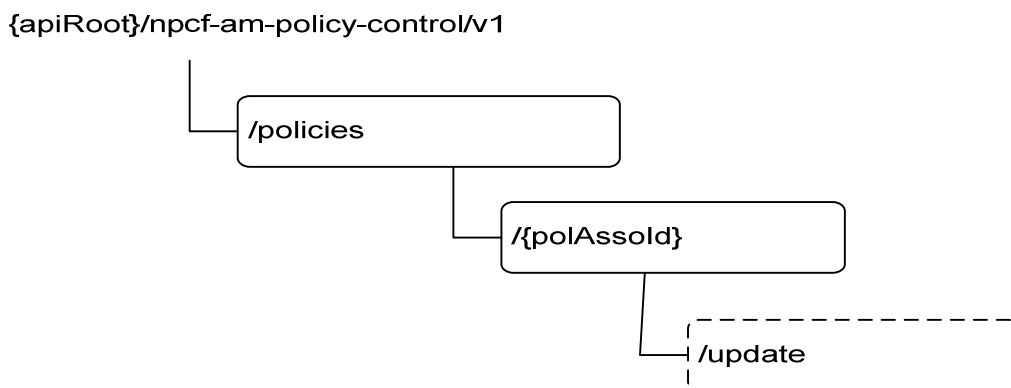 {apiRoot}/npcf-am-policy-control/v1
/policies
/{polAssoId}
/update